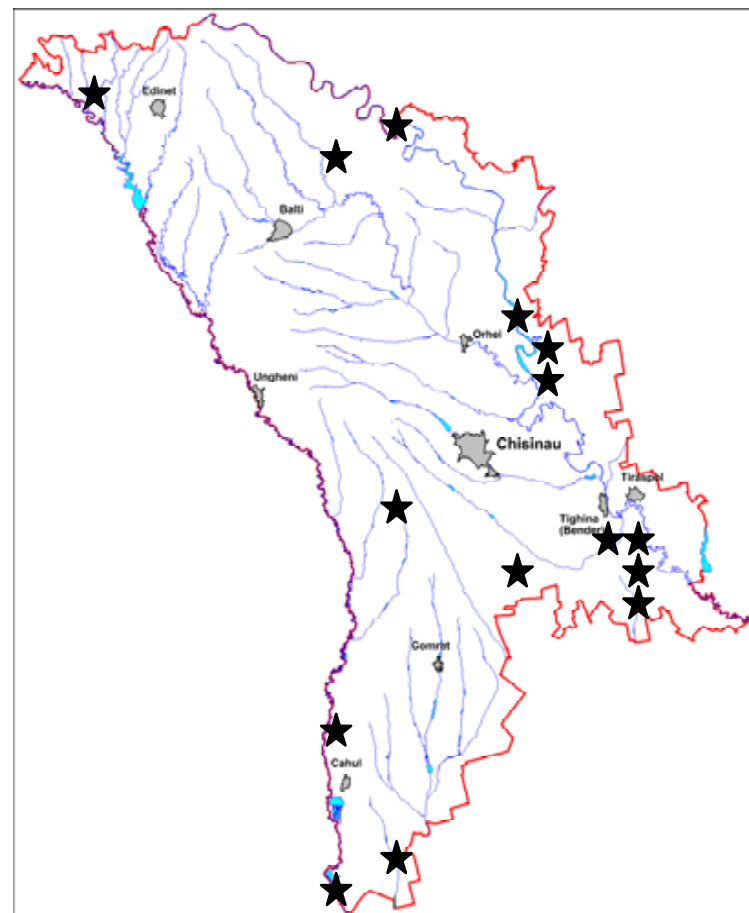 Edinet
Balti
Orhei
Ungheni
Chisinau
Tiraspol
Tighina
(Bender)
Comrat
Cahul